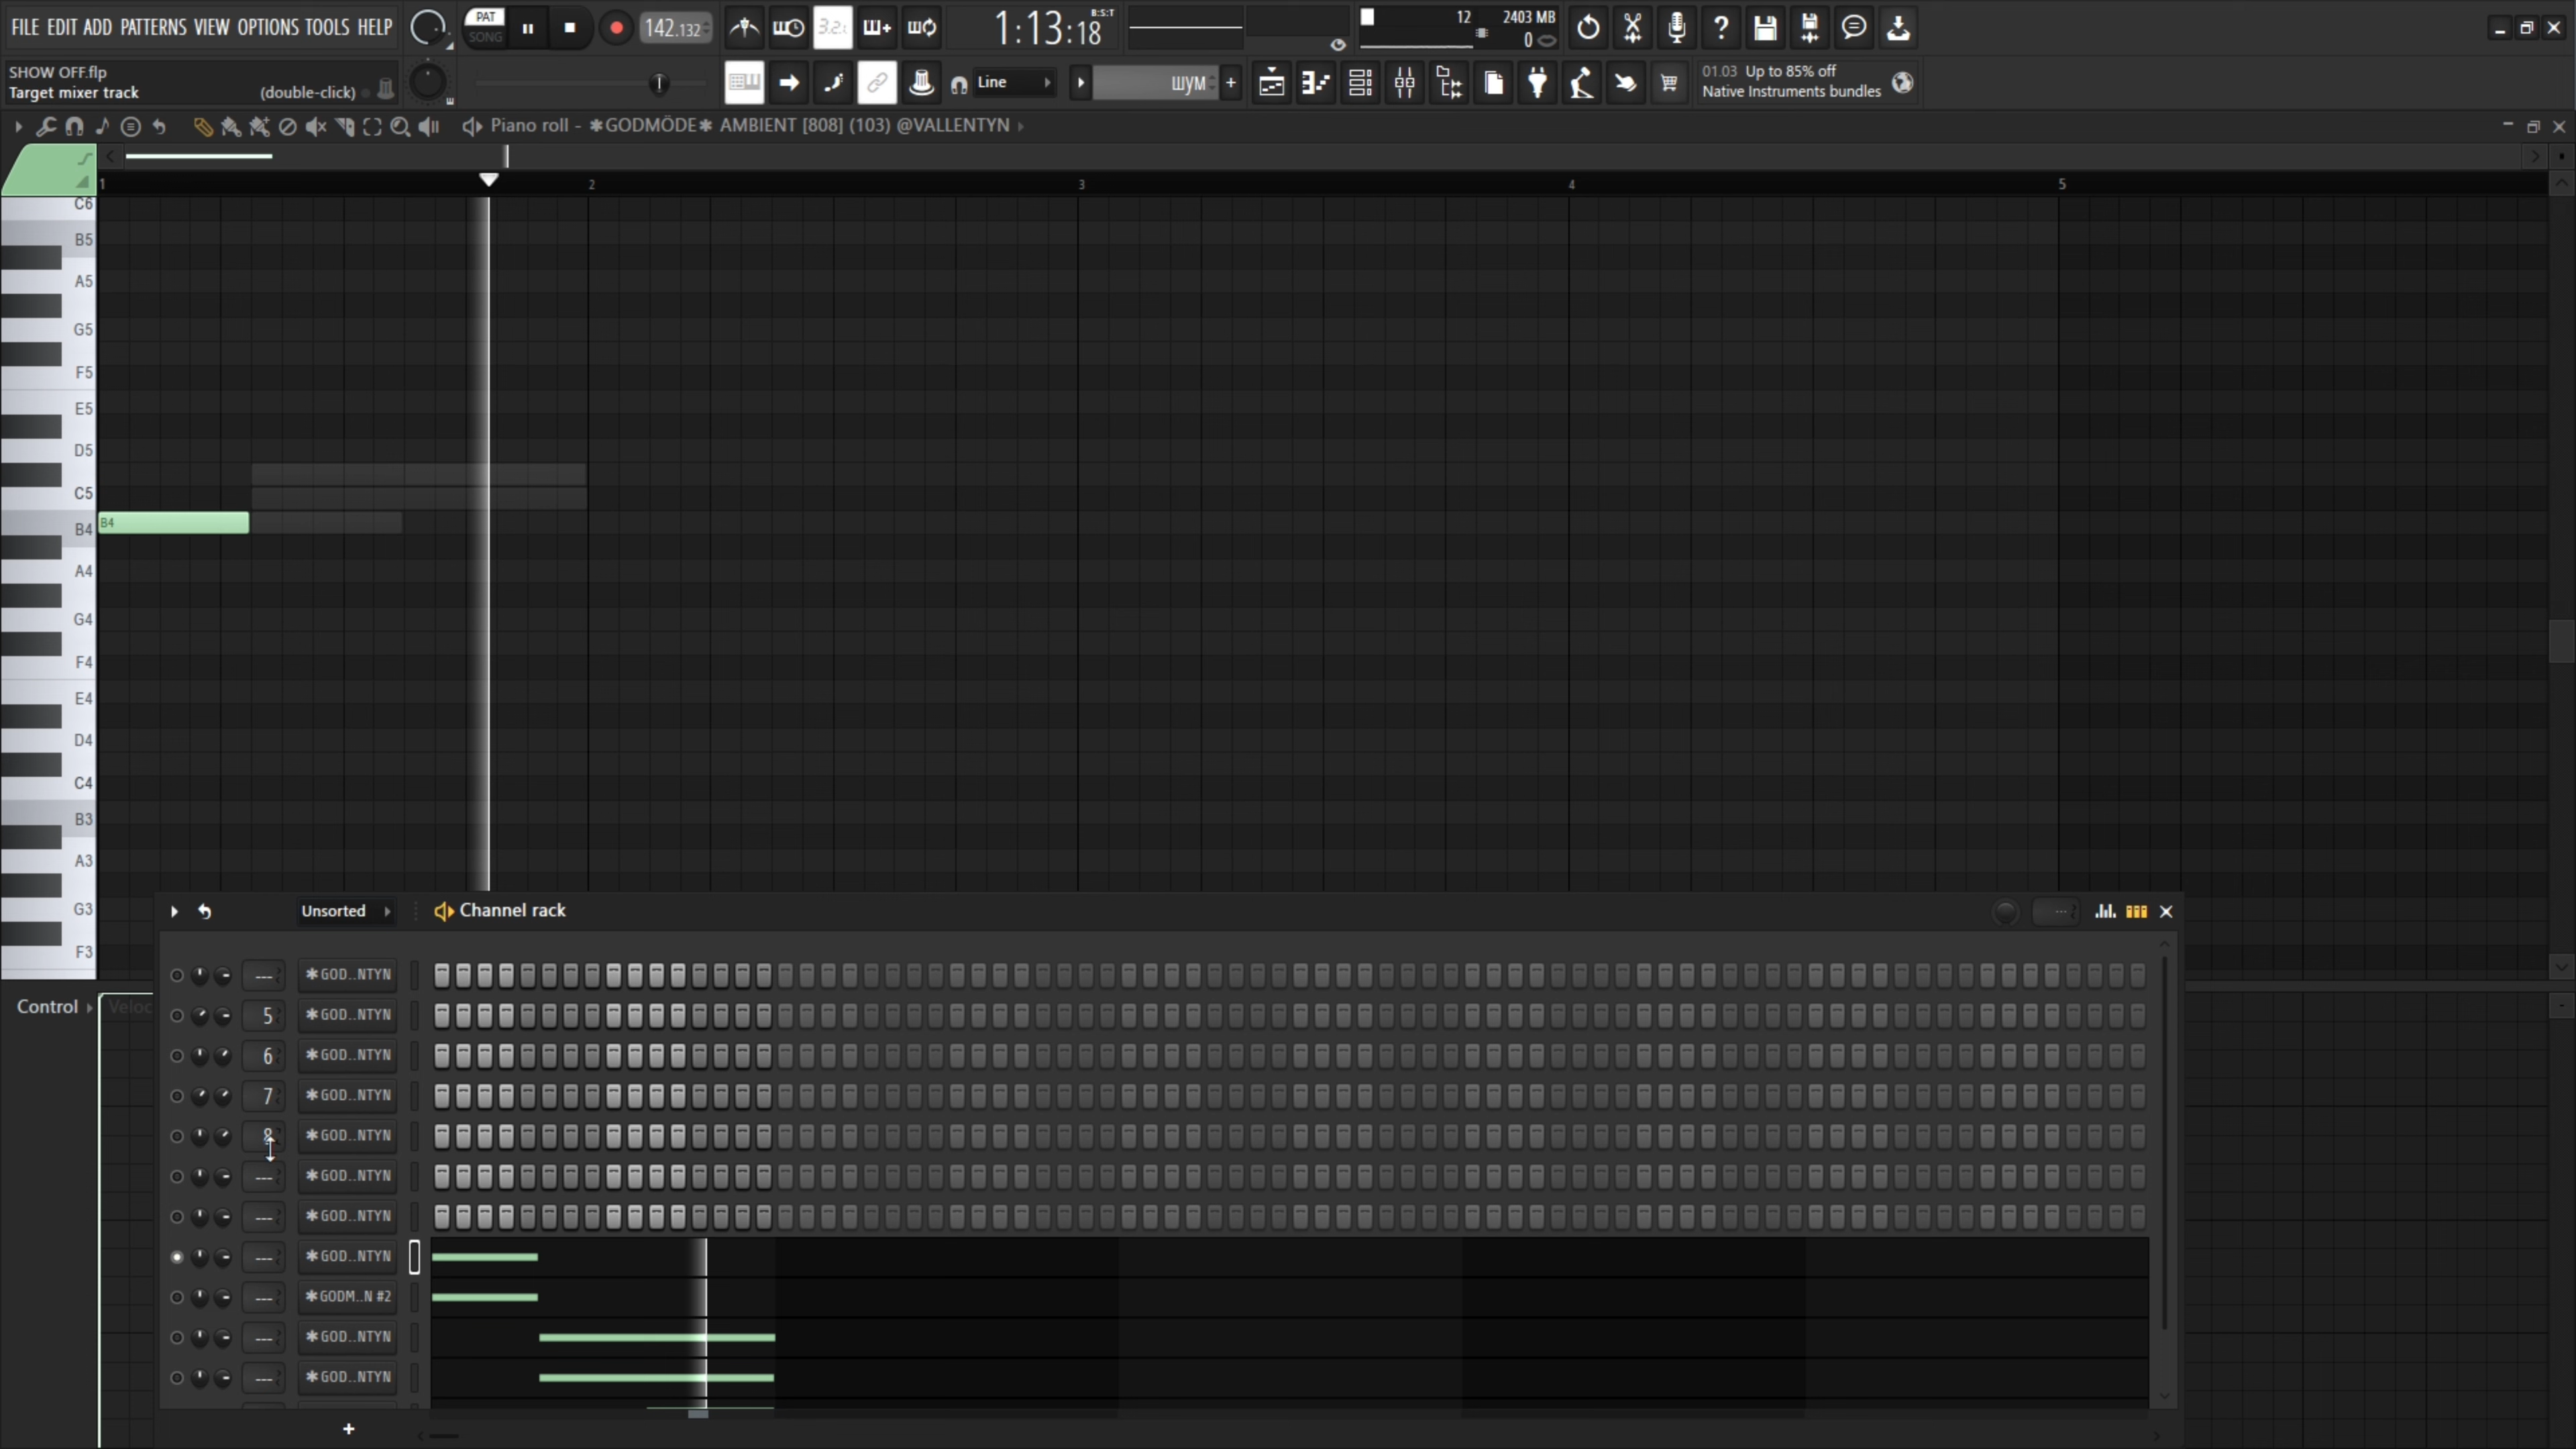 FILE EDIT ADD PATTERNS VIEW OPTIONS TOOLS HELP
PAT
SONG
142.132
3.2
1:13:18
B:S:T
12
2403 MB
0
SHOW OFF.flp
Target mixer track
(double-click)
Line
ШУМ
+
01.03 Up to 85% off
Native Instruments bundles
Piano roll - ✱GODMÖDE✱ AMBIENT [808] (103) @VALLENTYN
1
2
3
4
5
C6
B5
A5
G5
F5
E5
D5
C5
B4
B4
A4
G4
F4
E4
D4
C4
B3
A3
G3
F3
Unsorted
Channel rack
---
✱GOD..NTYN
Control
5
✱GOD..NTYN
6
✱GOD..NTYN
7
✱GOD..NTYN
8
✱GOD..NTYN
---
✱GOD..NTYN
---
✱GOD..NTYN
---
✱GOD..NTYN
---
✱GODM..N #2
---
✱GOD..NTYN
---
✱GOD..NTYN
+